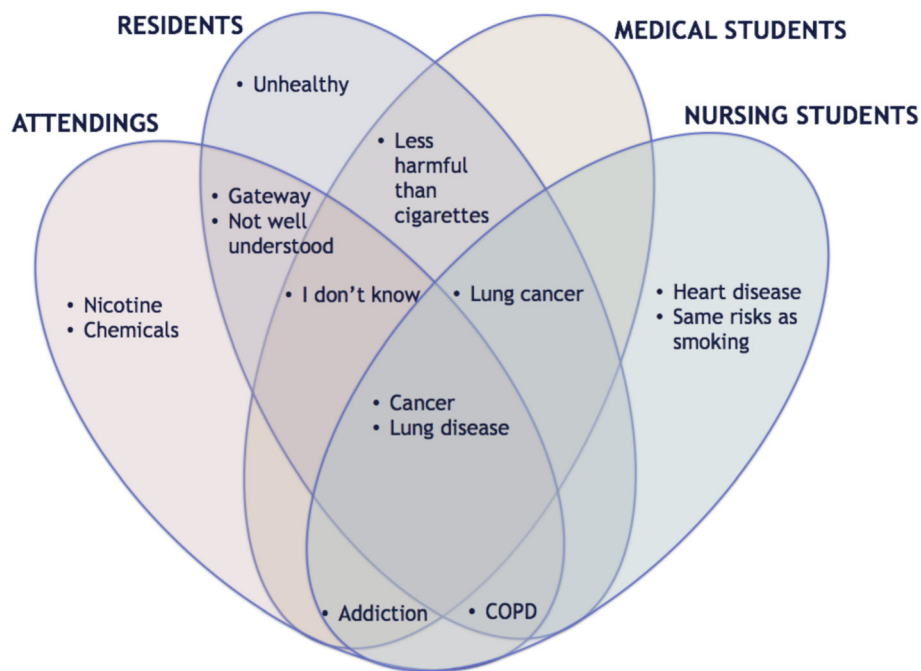 RESIDENTS
MEDICAL STUDENTS
ATTENDINGS
NURSING STUDENTS
• Unhealthy
• Less
harmful
than
cigarettes
• Gateway
• Not well
understood
• I don't know
• Lung cancer
• Nicotine
• Chemicals
• Heart disease
• Same risks as
smoking
• Cancer
• Lung disease
• Addiction
• COPD